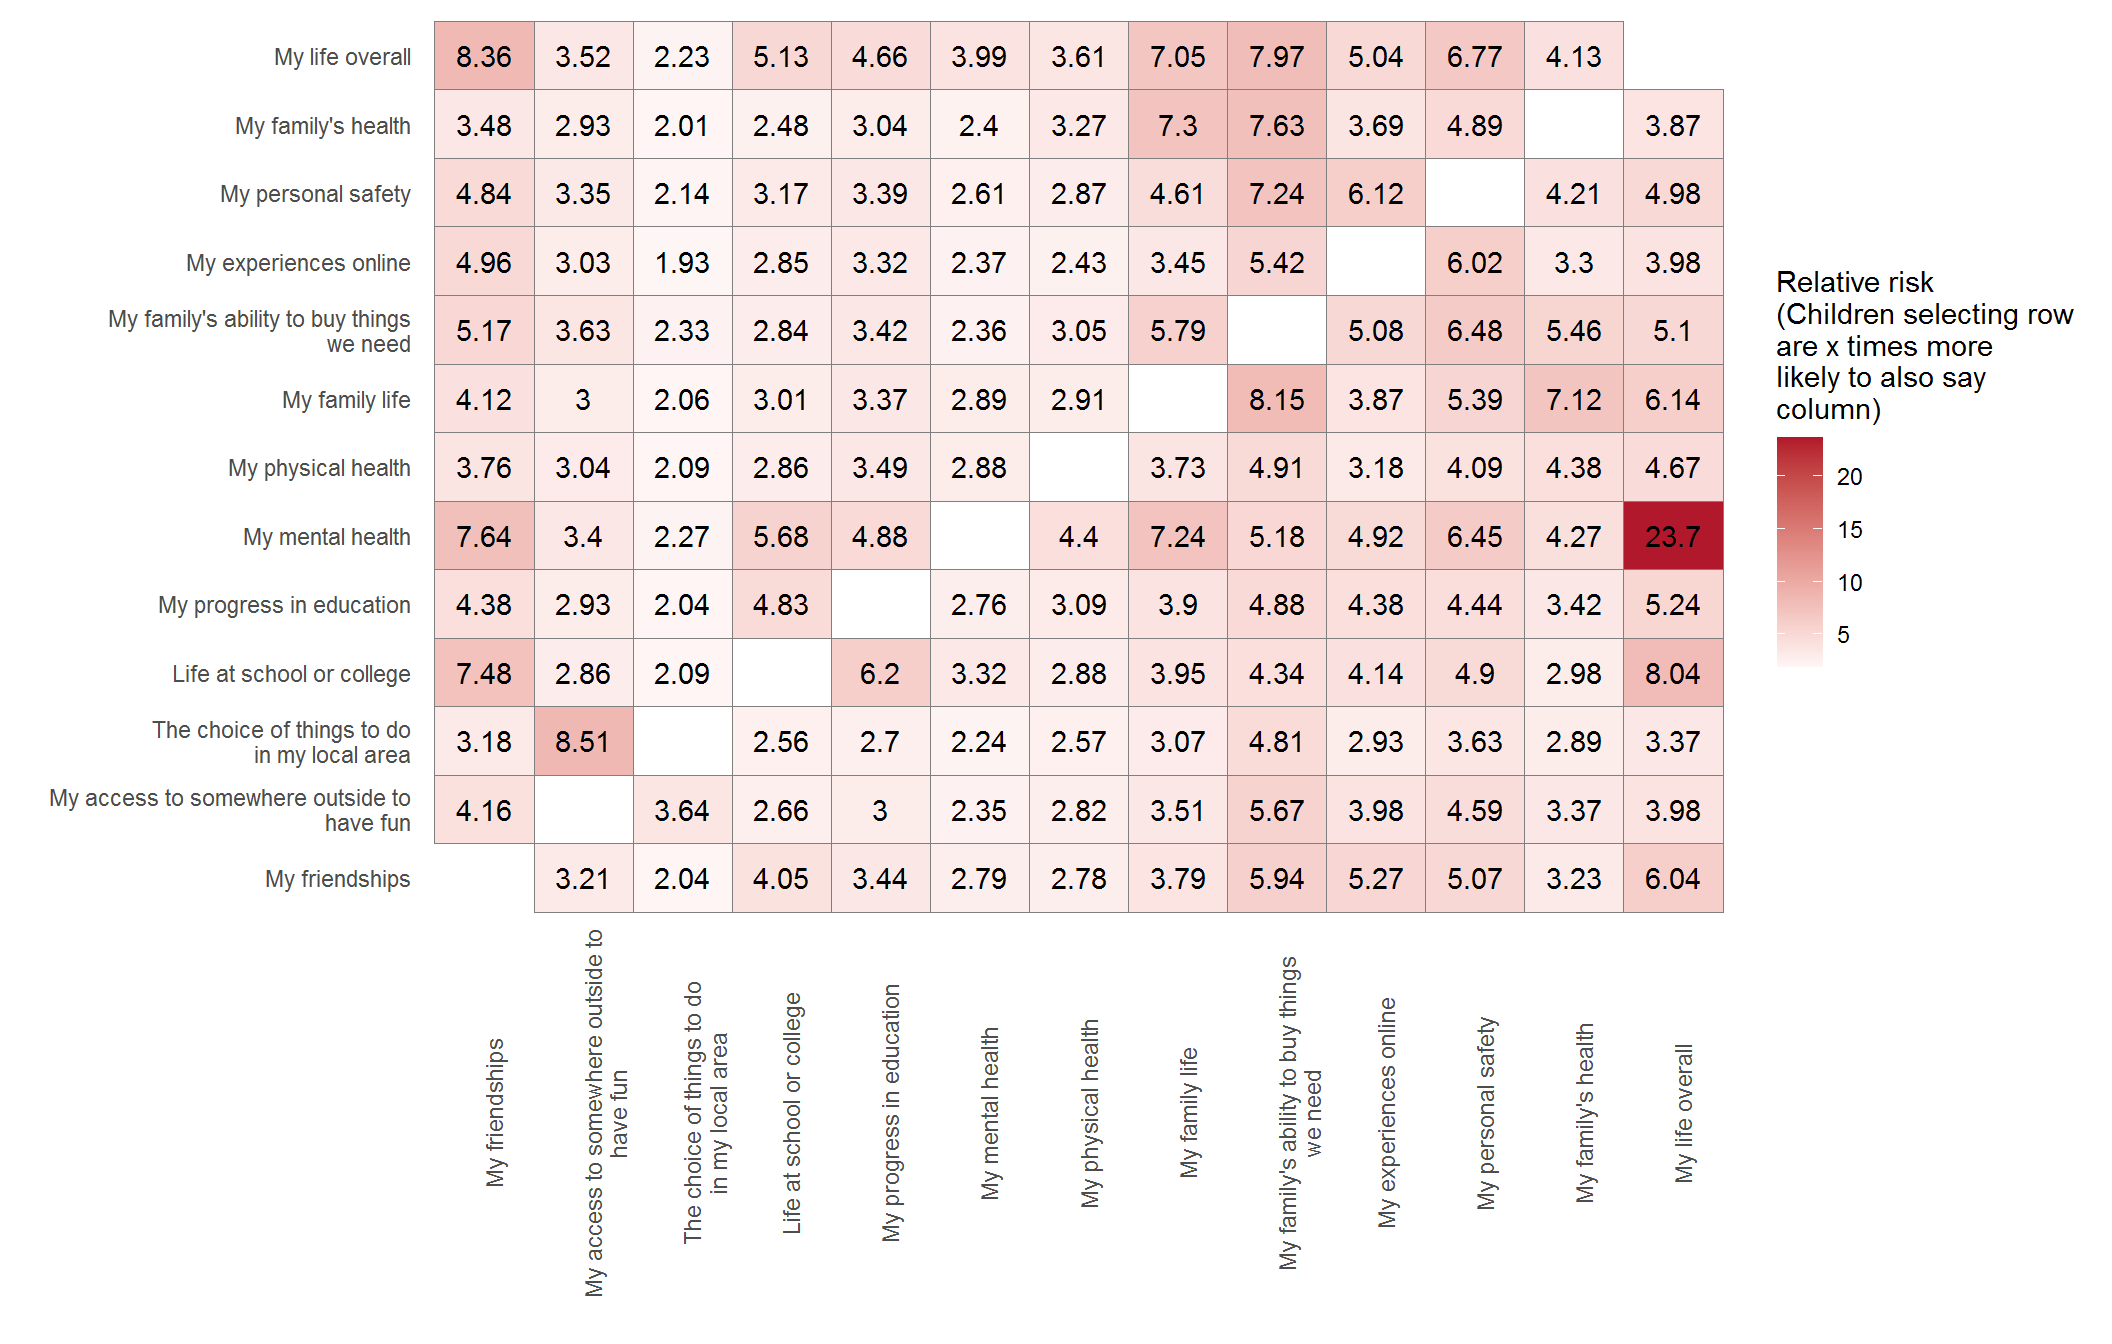 My life overall 8.36 3.52 2.23 5.13 4.66 3.99 3.61 7.05 7.97 5.04 6.77 4.13
My family's health 3.48 2.93 2.01 2.48 3.04 2.4 3.27 7.3 7.63 3.69 4.89 3.87
My personal safety 4.84 3.35 2.14 3.17 3.39 2.61 2.87 4.61 7.24 6.12 4.21 4.98
My experiences online 4.96 3.03 1.93 2.85 3.32 2.37 2.43 3.45 5.42 6.02 3.3 3.98
My family's ability to buy things
we need 5.17 3.63 2.33 2.84 3.42 2.36 3.05 5.79 5.08 6.48 5.46 5.1
My family life 4.12 3 2.06 3.01 3.37 2.89 2.91 8.15 3.87 5.39 7.12 6.14
My physical health 3.76 3.04 2.09 2.86 3.49 2.88 3.73 4.91 3.18 4.09 4.38 4.67
My mental health 7.64 3.4 2.27 5.68 4.88 4.4 7.24 5.18 4.92 6.45 4.27 23.7
My progress in education 4.38 2.93 2.04 4.83 2.76 3.09 3.9 4.88 4.38 4.44 3.42 5.24
Life at school or college 7.48 2.86 2.09 6.2 3.32 2.88 3.95 4.34 4.14 4.9 2.98 8.04
The choice of things to do
in my local area 3.18 8.51 2.56 2.7 2.24 2.57 3.07 4.81 2.93 3.63 2.89 3.37
My access to somewhere outside to
have fun 4.16 3.64 2.66 3 2.35 2.82 3.51 5.67 3.98 4.59 3.37 3.98
My friendships 3.21 2.04 4.05 3.44 2.79 2.78 3.79 5.94 5.27 5.07 3.23 6.04
My friendships
My access to somewhere outside to
have fun
The choice of things to do
in my local area
Life at school or college
My progress in education
My mental health
My physical health
My family life
My family's ability to buy things
we need
My experiences online
My personal safety
My family's health
My life overall
Relative risk
(Children selecting row
are x times more
likely to also say
column)
20
15
10
5